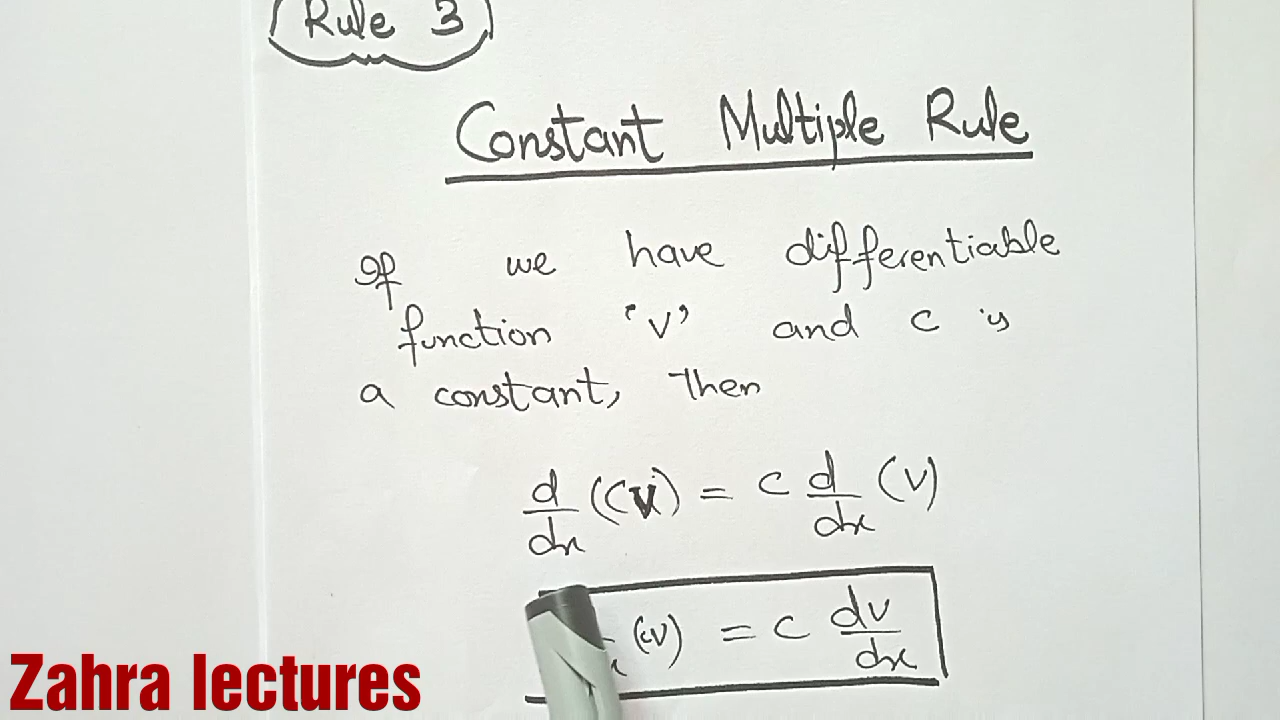 Rule 3
Constant Multiple Rule
If we have differentiable
function 'v' and c is
a constant, Then
d/dx (cv) = c d/dx (v)
(cv) = c dv/dx
Zahra lectures